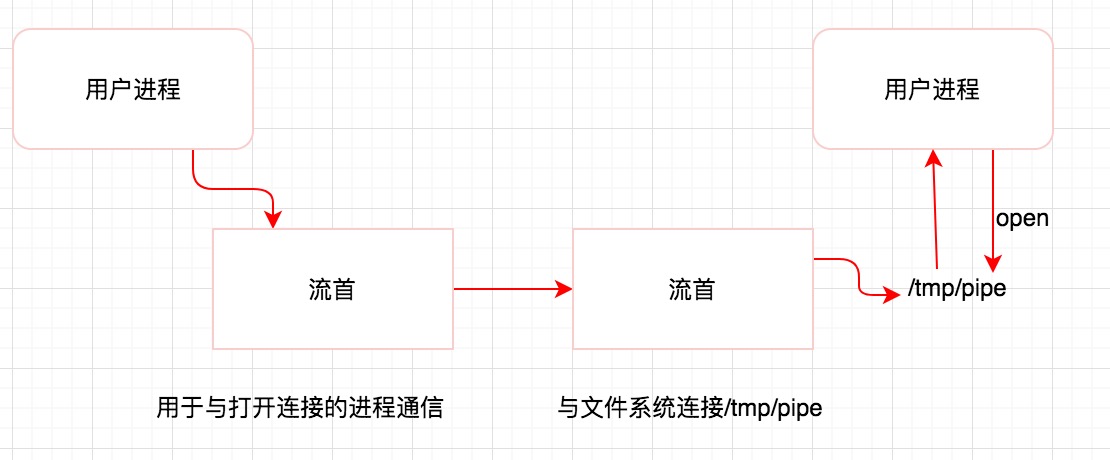 用户进程
用户进程
open
流首
流首
/tmp/pipe
用于与打开连接的进程通信
与文件系统连接/tmp/pipe